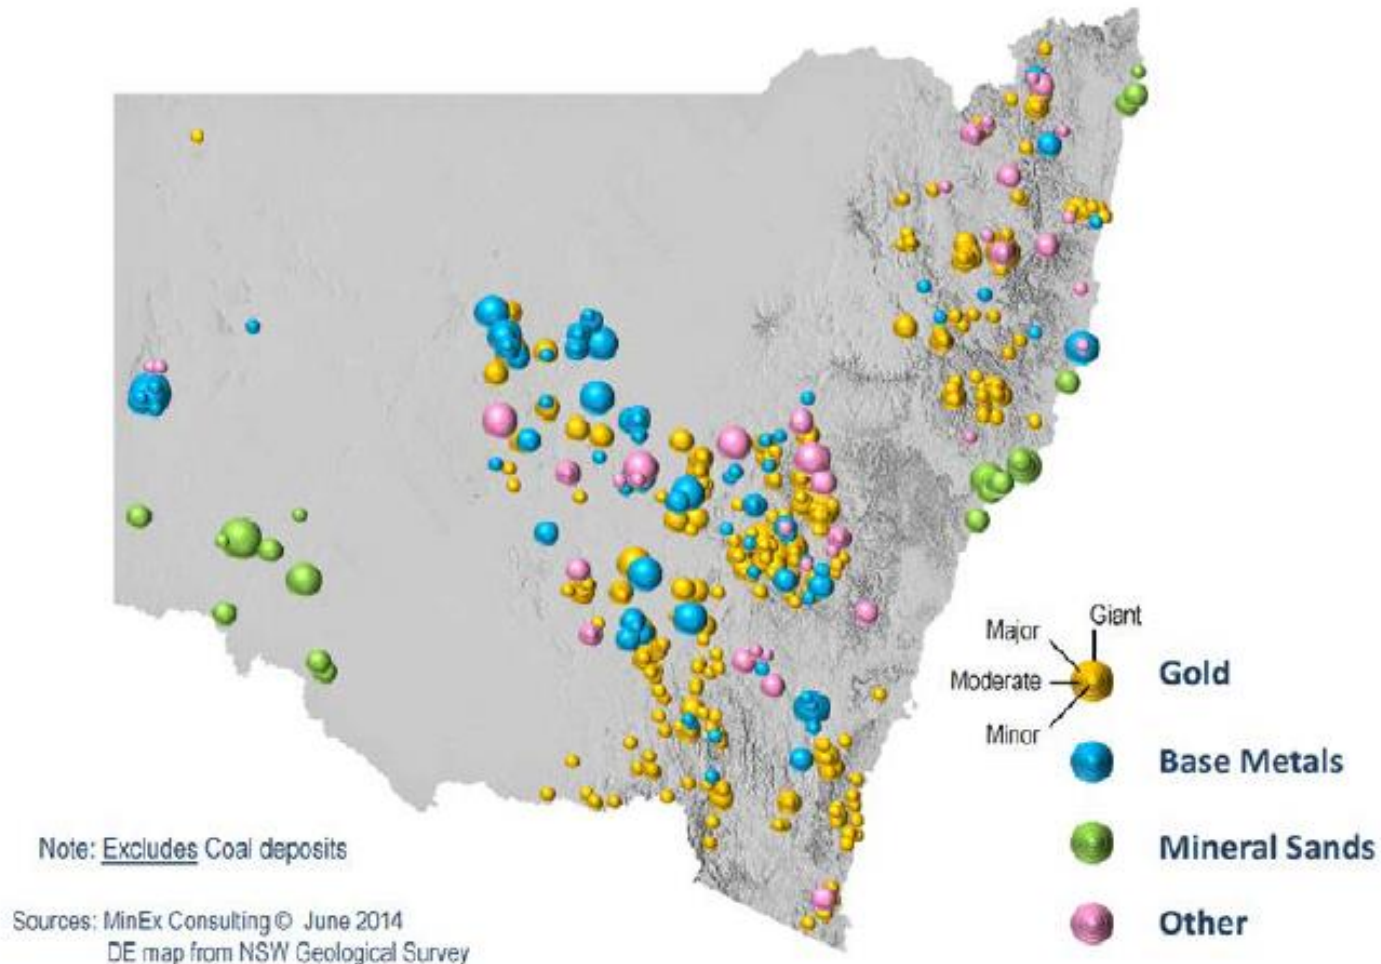 Giant
Major
Moderate
Minor
Gold
Base Metals
Mineral Sands
Other
Note: Excludes Coal deposits
Sources: MinEx Consulting © June 2014
DE map from NSW Geological Survey